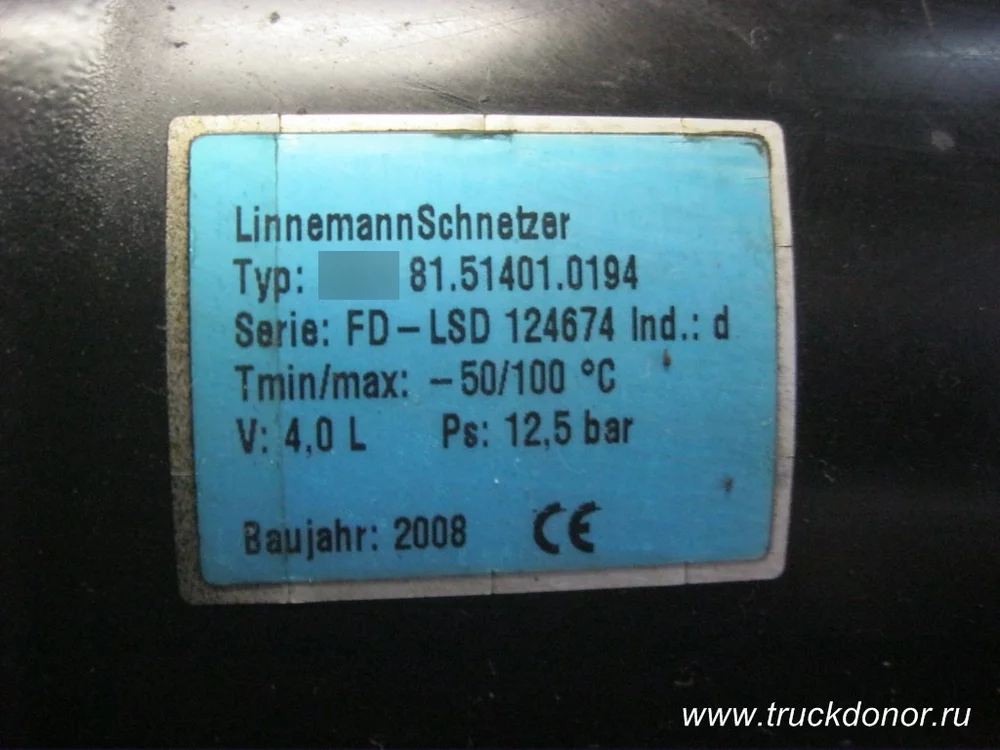 LinnemannSchnetzer
Typ: 81.51401.0194
Serie: FD-LSD 124674 Ind.: d
Tmin/max: -50/100 °C
V: 4,0 L Ps: 12,5 bar
Baujahr: 2008 CE
www.truckdonor.ru